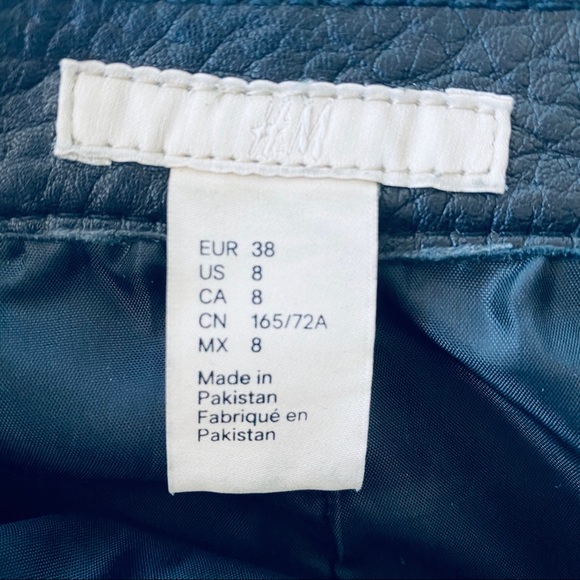 H&M
EUR 38
US 8
CA 8
CN 165/72A
MX 8
Made in
Pakistan
Fabriqué en
Pakistan